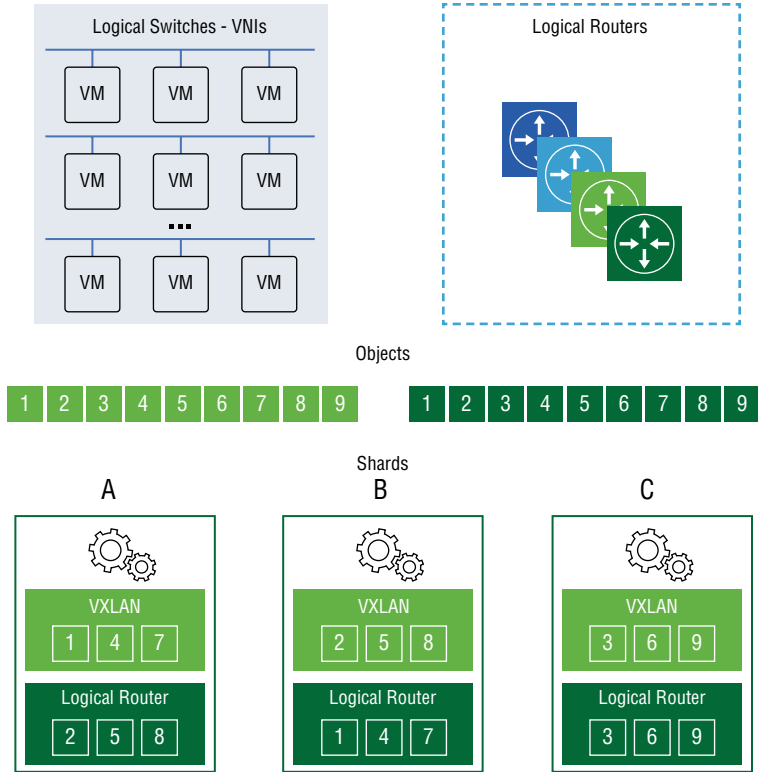 Logical Switches - VNIs
Logical Routers
VM VM VM
VM VM VM
...
VM VM VM
Objects
1 2 3 4 5 6 7 8 9
1 2 3 4 5 6 7 8 9
Shards
A B C
VXLAN
1 4 7
Logical Router
2 5 8
VXLAN
2 5 8
Logical Router
1 4 7
VXLAN
3 6 9
Logical Router
3 6 9